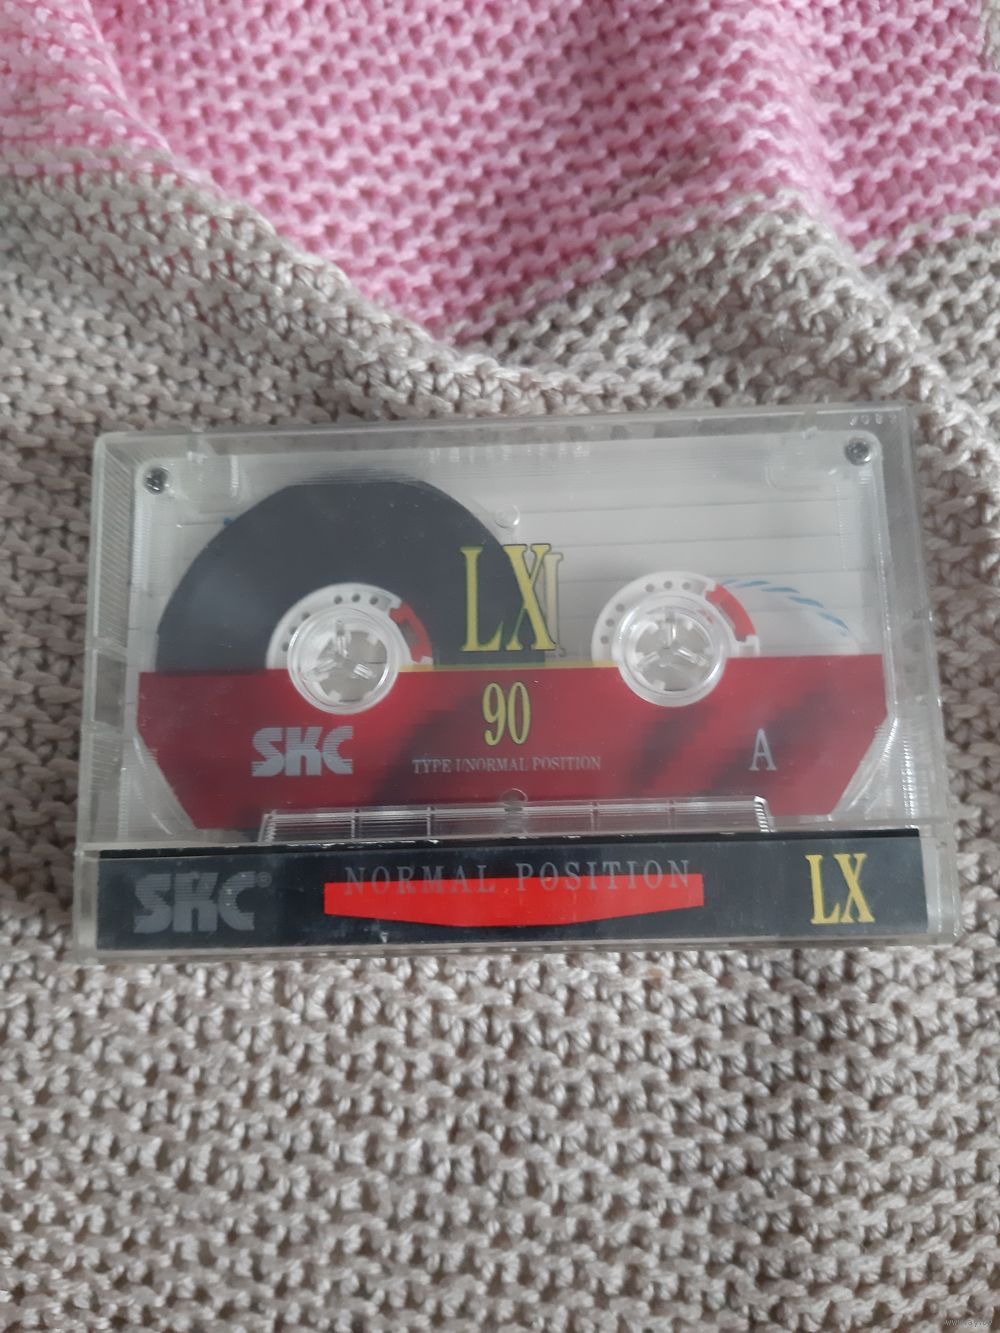 LX
90
SKC
TYPE I:NORMAL POSITION
A
SKC®
NORMAL POSITION
LX